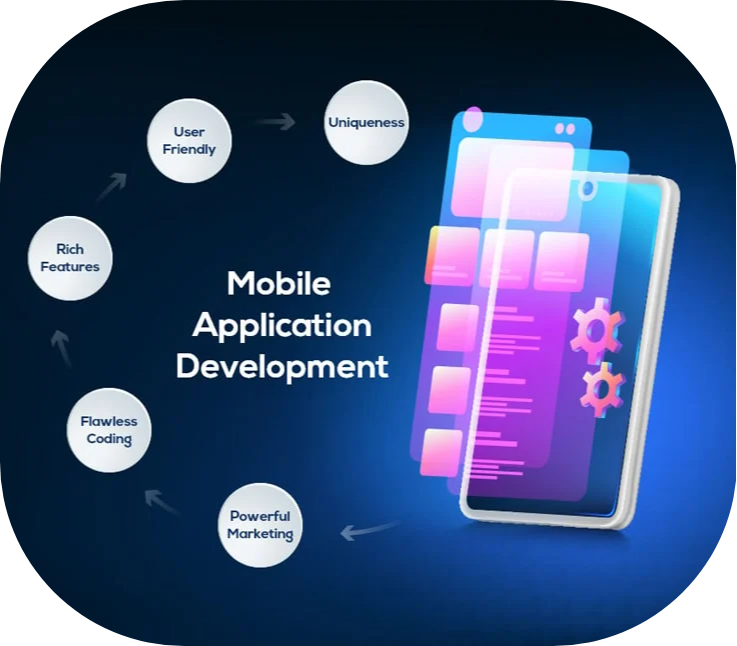 Uniqueness
User
Friendly
Rich
Features
Mobile
Application
Development
Flawless
Coding
Powerful
Marketing